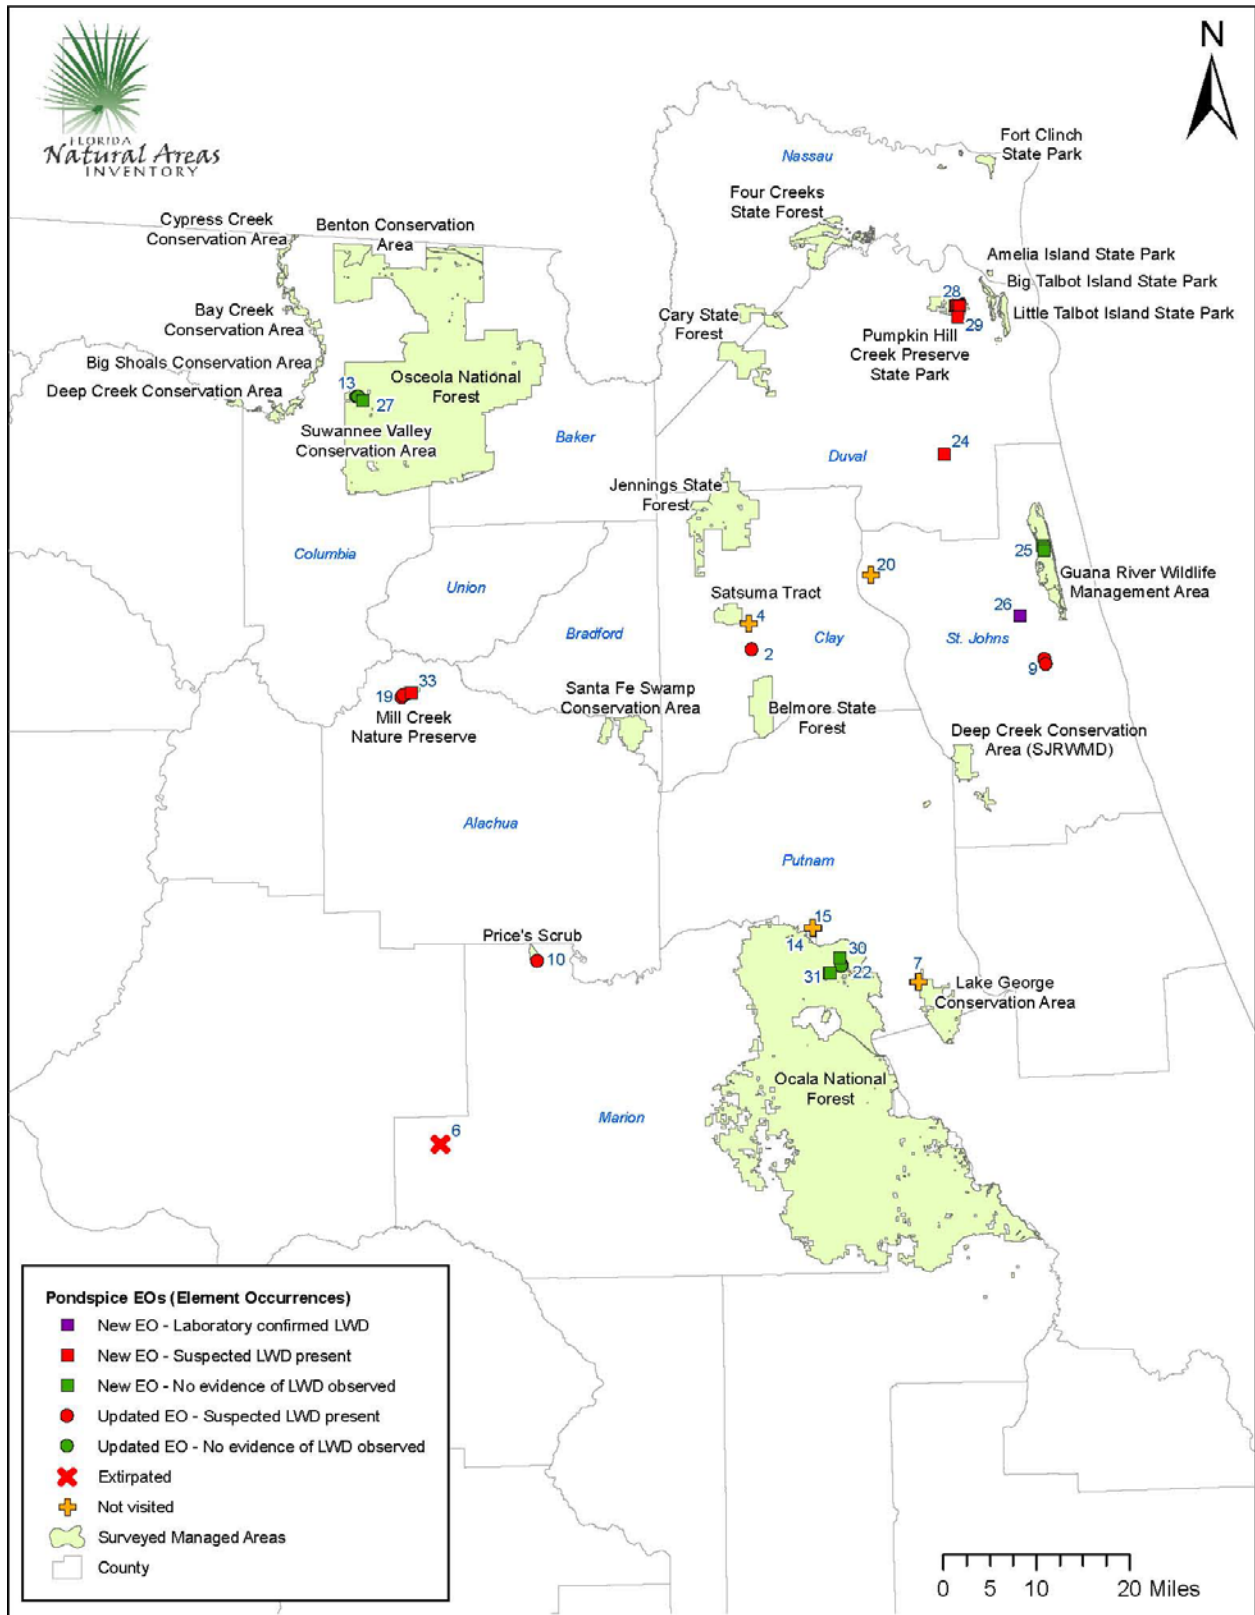 N
FLORIDA
Natural Areas
INVENTORY
Fort Clinch
State Park
Nassau
Four Creeks
State Forest
Cypress Creek
Conservation Area
Benton Conservation
Area
Amelia Island State Park
Big Talbot Island State Park
Little Talbot Island State Park
28
29
Bay Creek
Conservation Area
Cary State
Forest
Pumpkin Hill
Creek Preserve
State Park
Big Shoals Conservation Area
Deep Creek Conservation Area
13
27
Osceola National
Forest
Suwannee Valley
Conservation Area
Baker
Duval
24
Jennings State
Forest
Columbia
Union
20
25
Guana River Wildlife
Management Area
Satsuma Tract
4
26
Bradford
Clay
St. Johns
2
9
19
33
Mill Creek
Nature Preserve
Santa Fe Swamp
Conservation Area
Belmore State
Forest
Deep Creek Conservation
Area (SJRWMD)
Alachua
Putnam
15
14
Price's Scrub
10
30
31
22
7
Lake George
Conservation Area
Ocala National
Forest
Marion
6
Pondspice EOs (Element Occurrences)
New EO - Laboratory confirmed LWD
New EO - Suspected LWD present
New EO - No evidence of LWD observed
Updated EO - Suspected LWD present
Updated EO - No evidence of LWD observed
Extirpated
Not visited
Surveyed Managed Areas
County
0 5 10 20 Miles